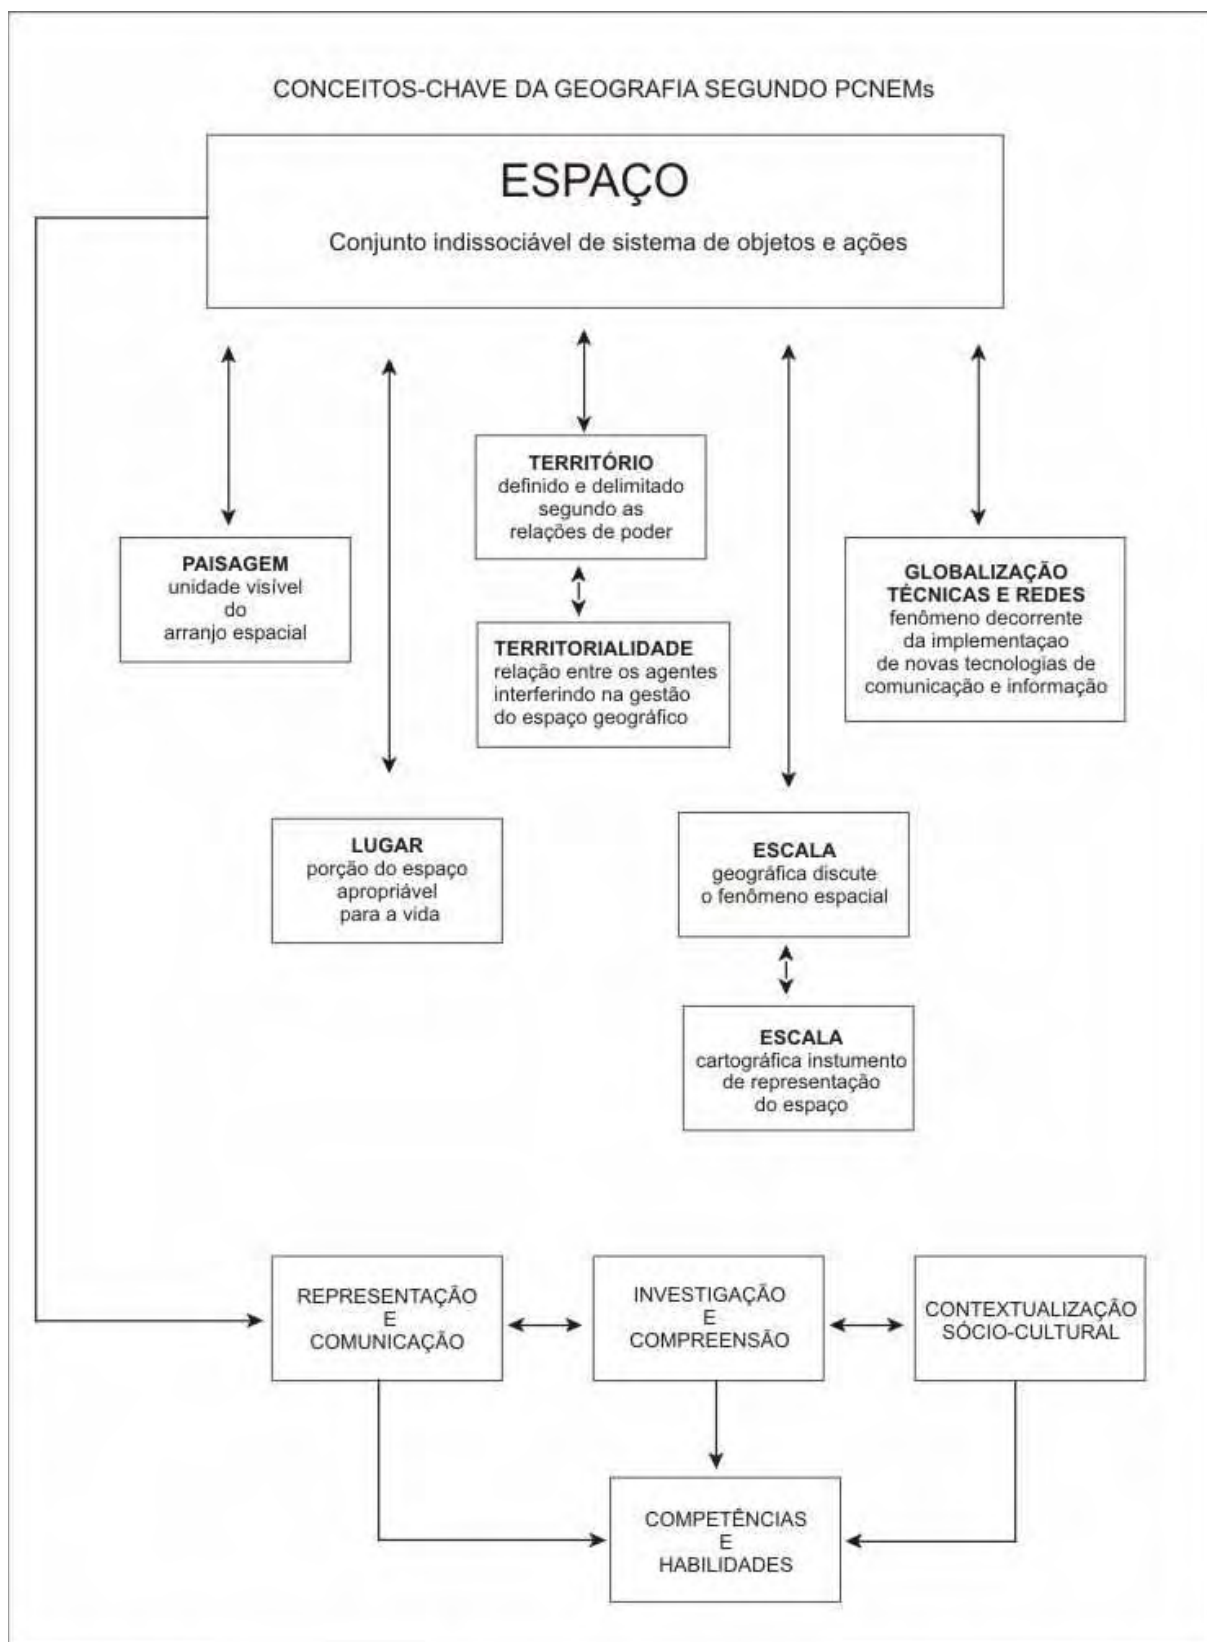 CONCEITOS-CHAVE DA GEOGRAFIA SEGUNDO PCNEMs
ESPAÇO
Conjunto indissociável de sistema de objetos e ações
TERRITÓRIO
definido e delimitado
segundo as
relações de poder
PAISAGEM
unidade visível
do
arranjo espacial
GLOBALIZAÇÃO
TÉCNICAS E REDES
fenômeno decorrente
da implementaçao
de novas tecnologias de
comunicação e informação
TERRITORIALIDADE
relação entre os agentes
interferindo na gestão
do espaço geográfico
LUGAR
porção do espaço
apropriável
para a vida
ESCALA
geográfica discute
o fenômeno espacial
ESCALA
cartográfica instumento
de representação
do espaço
REPRESENTAÇÃO
E
COMUNICAÇÃO
INVESTIGAÇÃO
E
COMPREENSÃO
CONTEXTUALIZAÇÃO
SÓCIO-CULTURAL
COMPETÊNCIAS
E
HABILIDADES